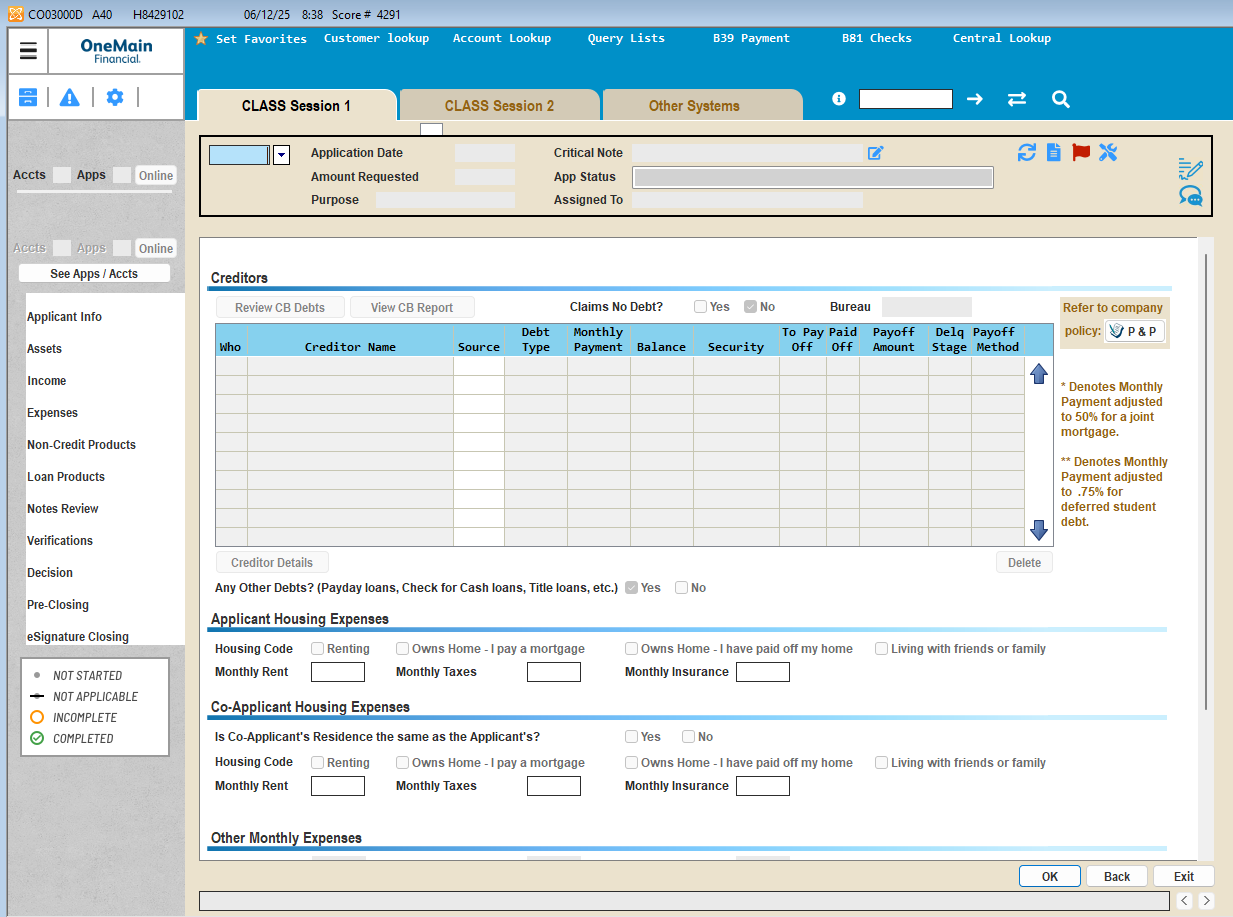 CO03000D A40 H8429102 06/12/25 8:38 Score # 4291
OneMain
Financial.
Set Favorites Customer lookup Account Lookup Query Lists B39 Payment B81 Checks Central Lookup
CLASS Session 1 CLASS Session 2 Other Systems
Accts Apps Online
Accts Apps Online
See Apps / Accts
Applicant Info
Assets
Income
Expenses
Non-Credit Products
Loan Products
Notes Review
Verifications
Decision
Pre-Closing
eSignature Closing
NOT STARTED
NOT APPLICABLE
INCOMPLETE
COMPLETED
Application Date Critical Note
Amount Requested App Status
Purpose Assigned To
Creditors
Review CB Debts View CB Report Claims No Debt? Yes No Bureau
Refer to company
policy: P & P
Debt Monthly To Pay Paid Payoff Delq Payoff
Who Creditor Name Source Type Payment Balance Security Off Off Amount Stage Method
* Denotes Monthly
Payment adjusted
to 50% for a joint
mortgage.
** Denotes Monthly
Payment adjusted
to .75% for
deferred student
debt.
Creditor Details Delete
Any Other Debts? (Payday loans, Check for Cash loans, Title loans, etc.) Yes No
Applicant Housing Expenses
Housing Code Renting Owns Home - I pay a mortgage Owns Home - I have paid off my home Living with friends or family
Monthly Rent Monthly Taxes Monthly Insurance
Co-Applicant Housing Expenses
Is Co-Applicant's Residence the same as the Applicant's? Yes No
Housing Code Renting Owns Home - I pay a mortgage Owns Home - I have paid off my home Living with friends or family
Monthly Rent Monthly Taxes Monthly Insurance
Other Monthly Expenses
OK Back Exit